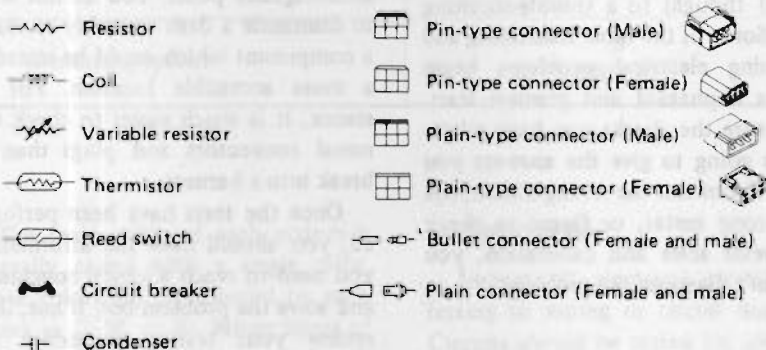 Resistor
Coil
Variable resistor
Thermistor
Reed switch
Circuit breaker
Condenser
Pin-type connector (Male)
Pin-type connector (Female)
Plain-type connector (Male)
Plain-type connector (Female)
Bullet connector (Female and male)
Plain connector (Female and male)